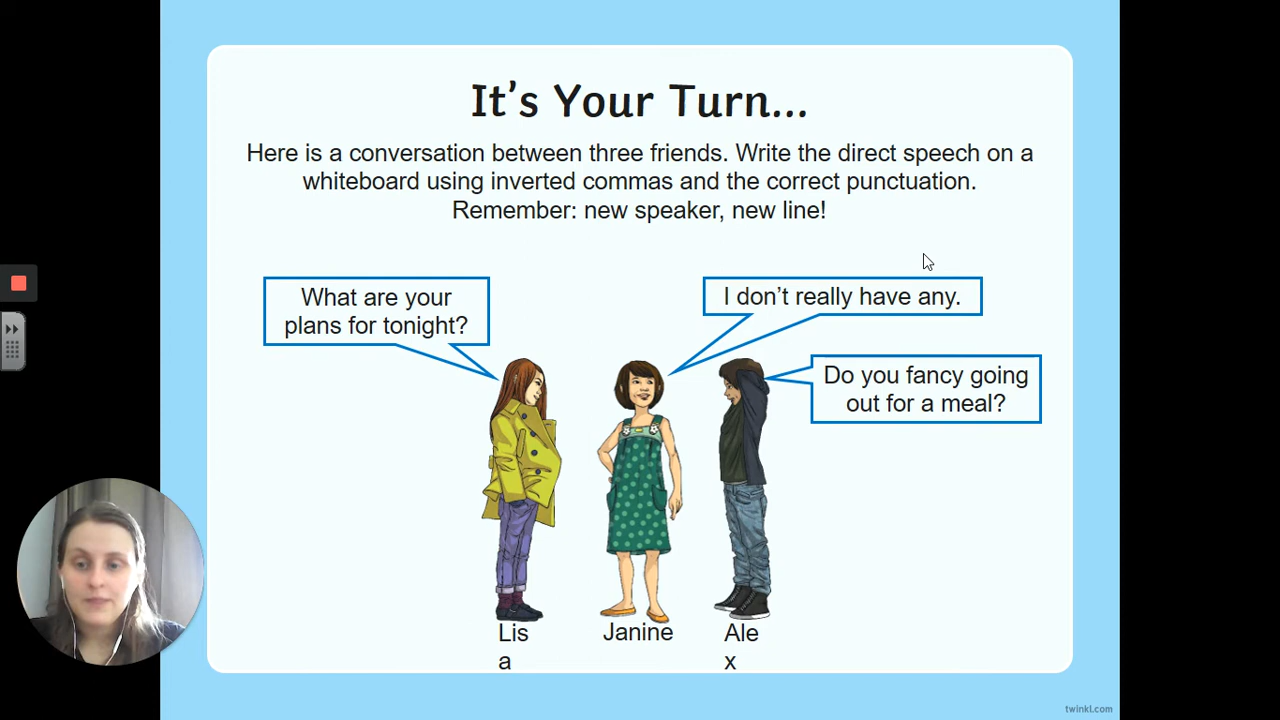 It's Your Turn...
Here is a conversation between three friends. Write the direct speech on a
whiteboard using inverted commas and the correct punctuation.
Remember: new speaker, new line!
What are your
plans for tonight?
I don't really have any.
Do you fancy going
out for a meal?
Lis
a
Janine
Ale
x
twinkl.com